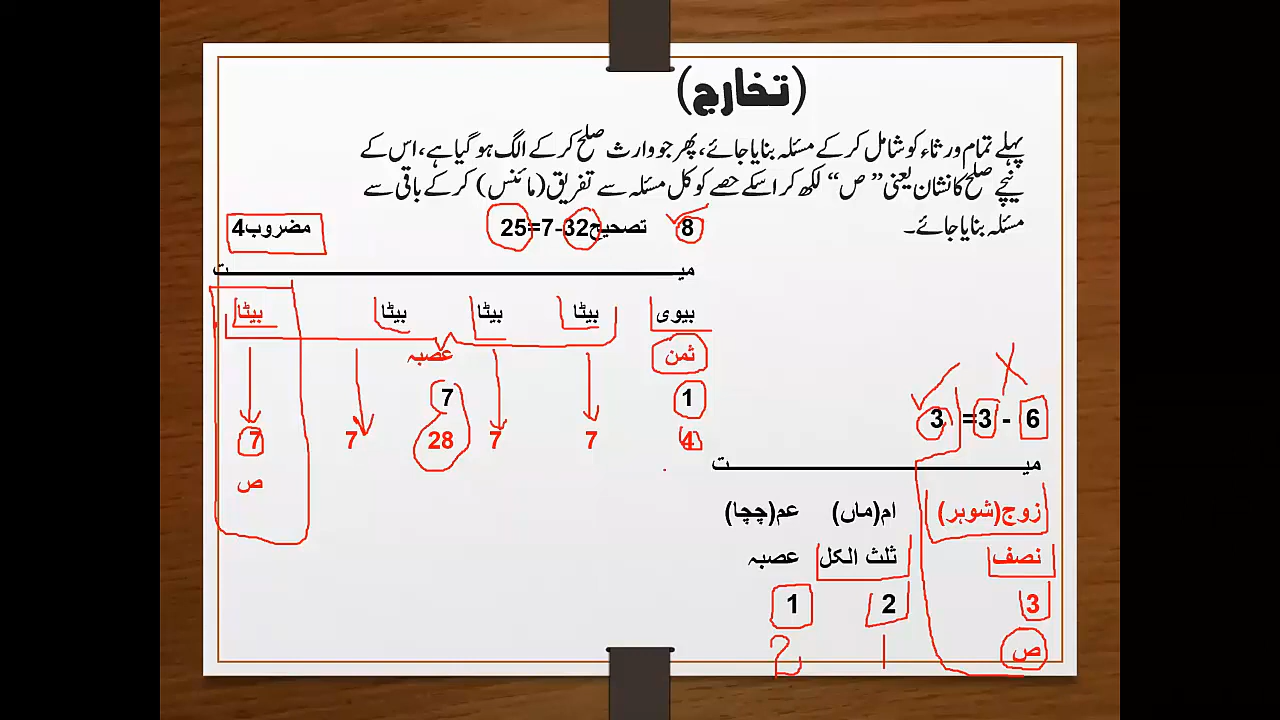 (تخارج)
پہلے تمام ورثاء کو شامل کر کے مسئلہ بنایا جائے، پھر جو وارث صلح کر کے الگ ہو گیا ہے، اس کے
نیچے صلح کا نشان یعنی ”ص“ لکھ کر اسکے حصے کو کل مسئلہ سے تفریق (مائنس) کر کے باقی سے
مسئلہ بنایا جائے۔
8 تصحیح32-7=25 مضروب4
میت
بیوی بیٹا بیٹا بیٹا بیٹا
ثمن عصبہ
1 7
4 7 7 28 7 7
ص
6 - 3= 3
میت
زوج(شوہر) ام(ماں) عم(چچا)
نصف ثلث الکل عصبہ
3 2 1
ص 1 2